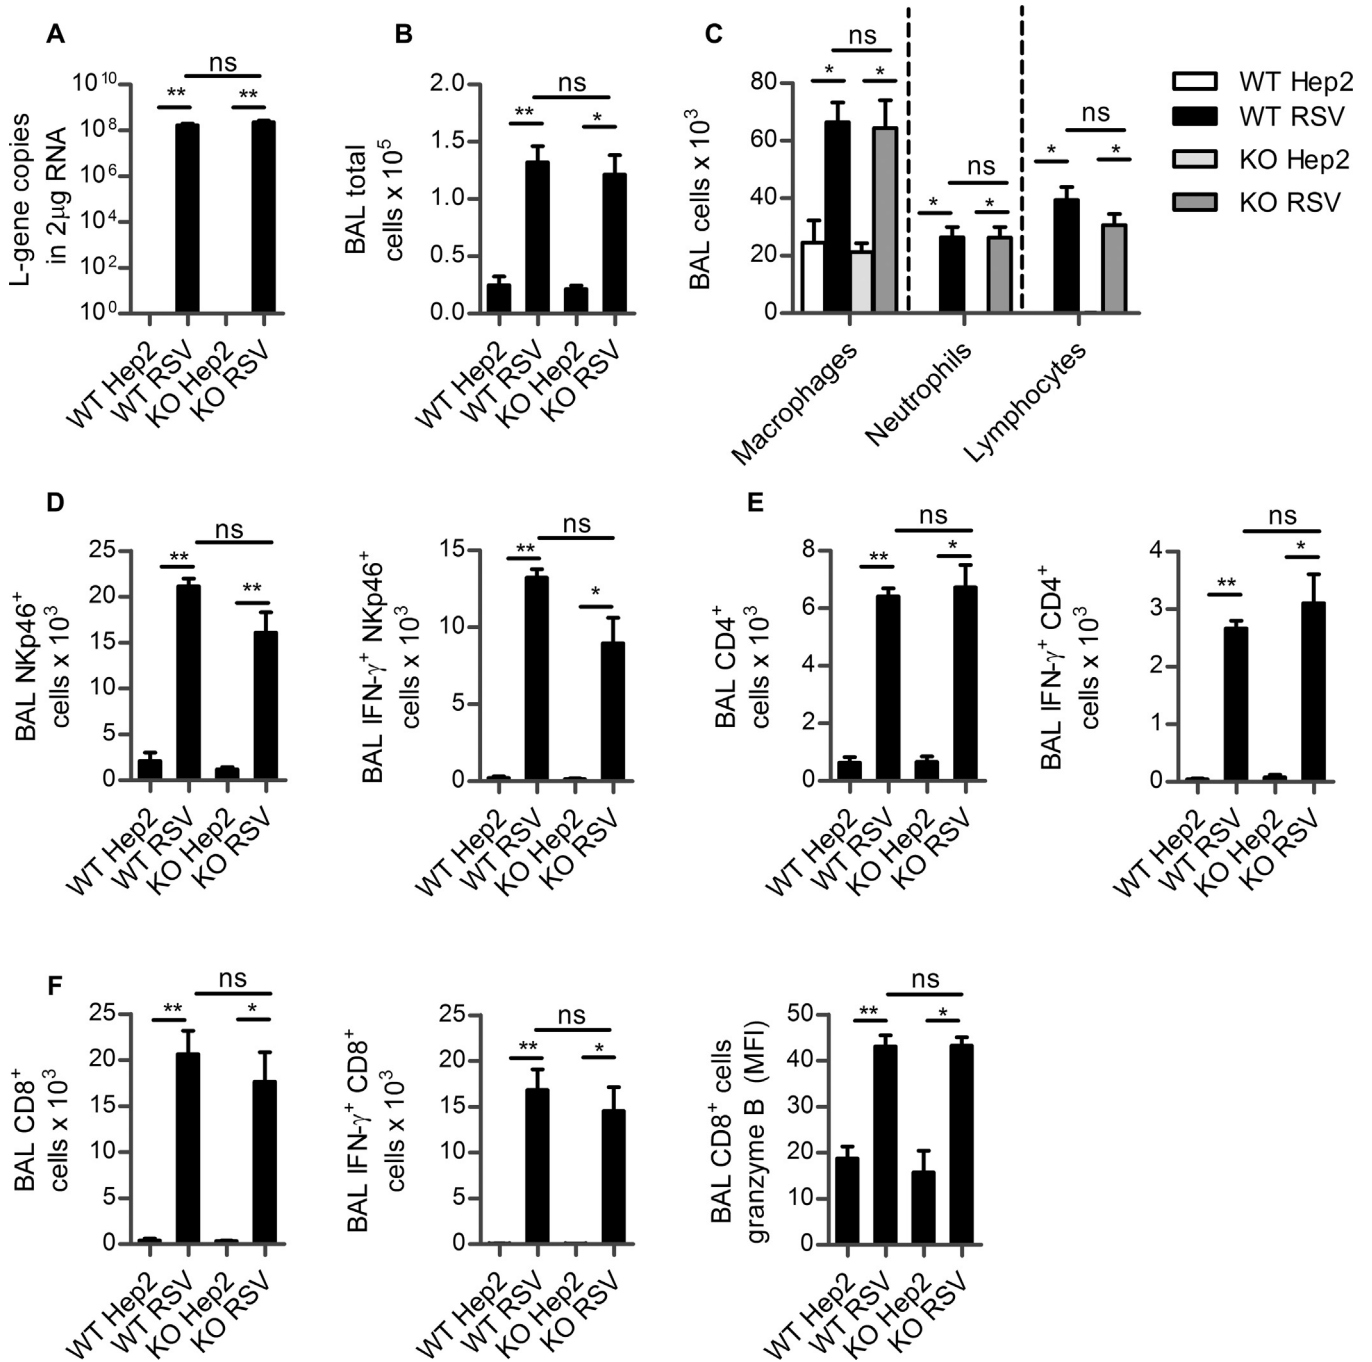 A
L-gene copies
in 2μg RNA
10^10
10^8
10^6
10^4
10^2
10^0
ns
** **
WT Hep2
WT RSV
KO Hep2
KO RSV
B
BAL total
cells x 10^5
2.0
1.5
1.0
0.5
0.0
ns
** *
WT Hep2
WT RSV
KO Hep2
KO RSV
C
BAL cells x 10^3
80
60
40
20
0
ns
* *
ns
* *
ns
* *
Macrophages
Neutrophils
Lymphocytes
WT Hep2
WT RSV
KO Hep2
KO RSV
D
BAL NKp46+
cells x 10^3
25
20
15
10
5
0
ns
** **
WT Hep2
WT RSV
KO Hep2
KO RSV
BAL IFN-γ+ NKp46+
cells x 10^3
15
10
5
0
ns
** *
WT Hep2
WT RSV
KO Hep2
KO RSV
E
BAL CD4+
cells x 10^3
8
6
4
2
0
ns
** *
WT Hep2
WT RSV
KO Hep2
KO RSV
BAL IFN-γ+ CD4+
cells x 10^3
4
3
2
1
0
ns
** *
WT Hep2
WT RSV
KO Hep2
KO RSV
F
BAL CD8+
cells x 10^3
25
20
15
10
5
0
ns
** *
WT Hep2
WT RSV
KO Hep2
KO RSV
BAL IFN-γ+ CD8+
cells x 10^3
25
20
15
10
5
0
ns
** *
WT Hep2
WT RSV
KO Hep2
KO RSV
BAL CD8+ cells
granzyme B (MFI)
50
40
30
20
10
0
ns
** *
WT Hep2
WT RSV
KO Hep2
KO RSV